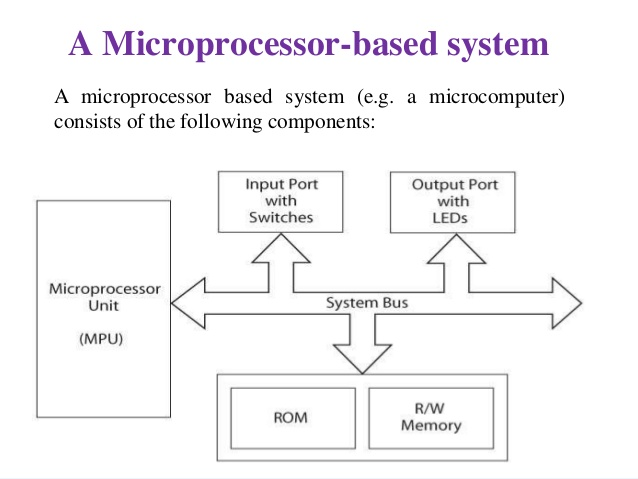 A Microprocessor-based system
A microprocessor based system (e.g. a microcomputer)
consists of the following components:
Input Port
with
Switches
Output Port
with
LEDs
Microprocessor
Unit
(MPU)
System Bus
ROM
R/W
Memory